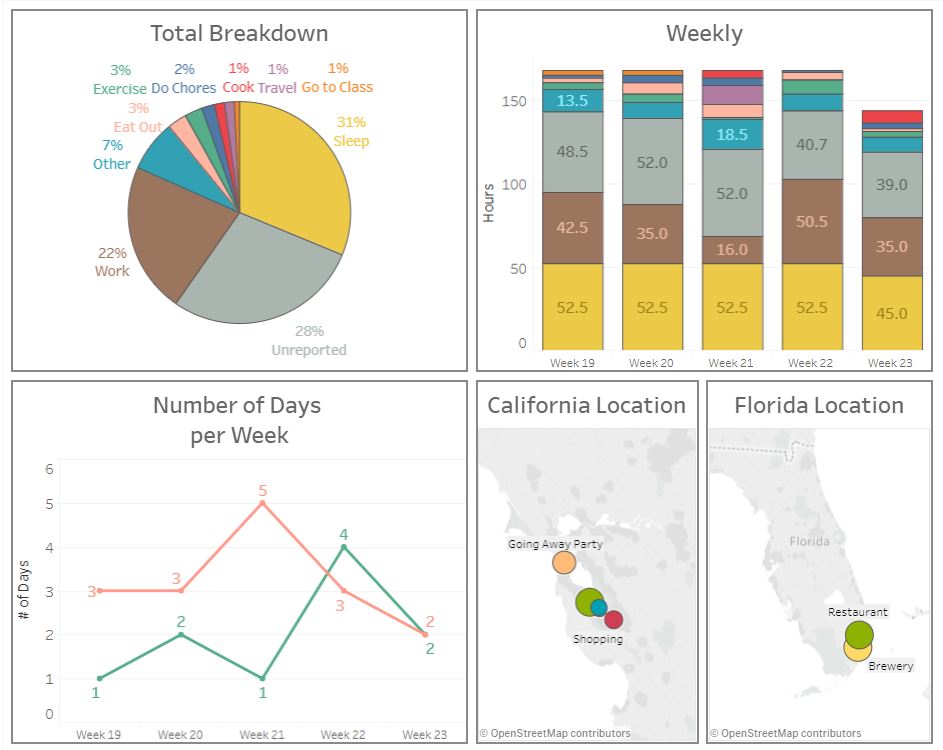 Total Breakdown
3%
Exercise
2%
Do Chores
1%
Cook
1%
Travel
1%
Go to Class
3%
Eat Out
7%
Other
31%
Sleep
22%
Work
28%
Unreported
Weekly
Hours
150
100
50
0
13.5
48.5
42.5
52.5
52.0
35.0
52.5
18.5
52.0
16.0
52.5
40.7
50.5
52.5
39.0
35.0
45.0
Week 19
Week 20
Week 21
Week 22
Week 23
Number of Days
per Week
# of Days
6
5
4
3
2
1
0
3
3
5
3
2
1
2
1
4
2
Week 19
Week 20
Week 21
Week 22
Week 23
California Location
Going Away Party
Shopping
© OpenStreetMap contributors
Florida Location
Florida
Restaurant
Brewery
© OpenStreetMap contributors